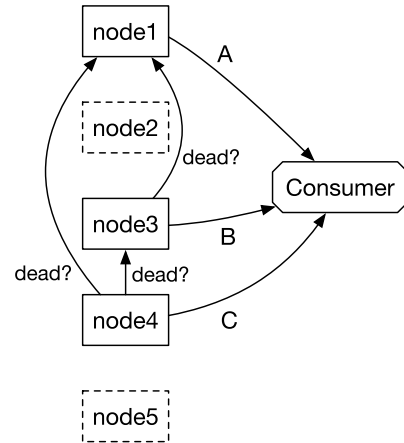 node1
A
node2
dead?
Consumer
node3
B
dead?
dead?
node4
C
node5